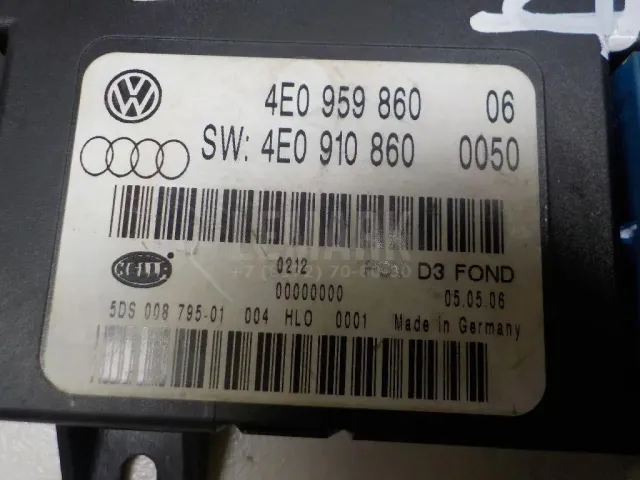 4E0 959 860 06
SW: 4E0 910 860 0050
LEMARK
0212 D3 FOND
00000000 05.05.06
HELLA
5DS 008 795-01 004 HLO 0001 Made in Germany